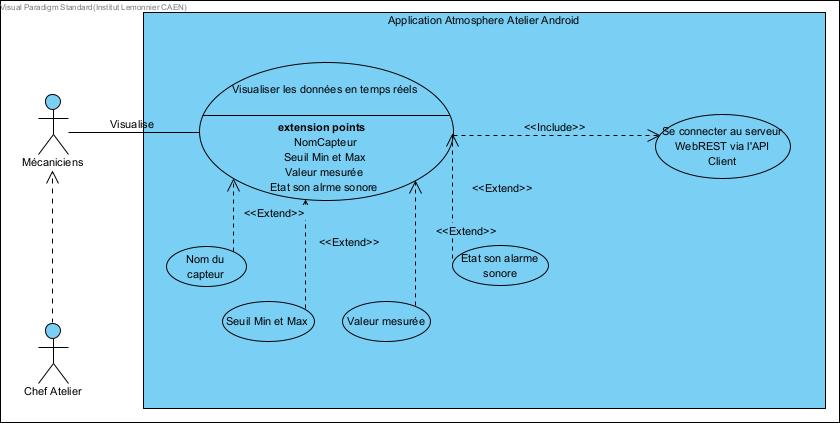 Visual Paradigm Standard(Institut Lemonnier CAEN)
Application Atmosphere Atelier Android
Visualiser les données en temps réels
extension points
NomCapteur
Seuil Min et Max
Valeur mesurée
Etat son alrme sonore
Visualise
Mécaniciens
<<Include>>
Se connecter au serveur
WebREST via l'API
Client
<<Extend>>
<<Extend>>
<<Extend>>
<<Extend>>
Nom du
capteur
Etat son alarme
sonore
Seuil Min et Max
Valeur mesurée
Chef Atelier